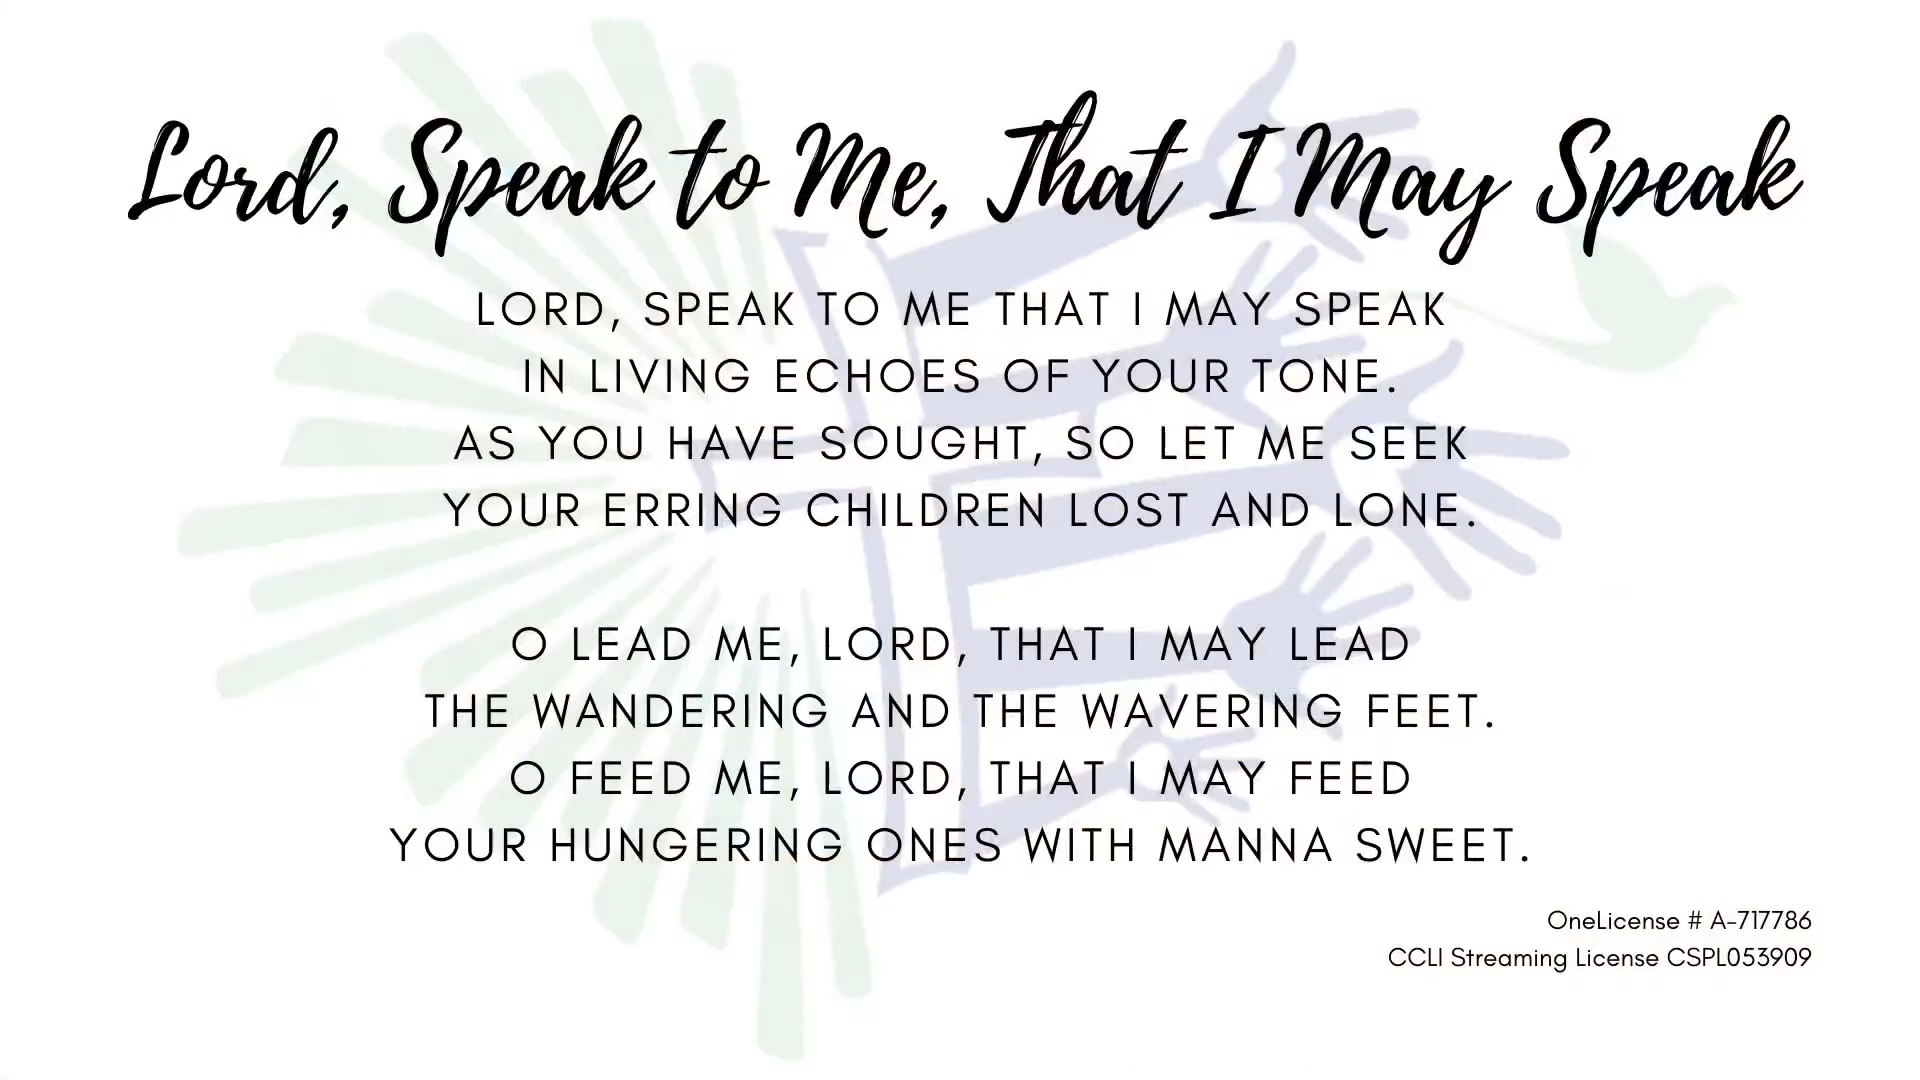 Lord, Speak to Me, That I May Speak
LORD, SPEAK TO ME THAT I MAY SPEAK
IN LIVING ECHOES OF YOUR TONE.
AS YOU HAVE SOUGHT, SO LET ME SEEK
YOUR ERRING CHILDREN LOST AND LONE.
O LEAD ME, LORD, THAT I MAY LEAD
THE WANDERING AND THE WAVERING FEET.
O FEED ME, LORD, THAT I MAY FEED
YOUR HUNGERING ONES WITH MANNA SWEET.
OneLicense # A-717786
CCLI Streaming License CSPL053909